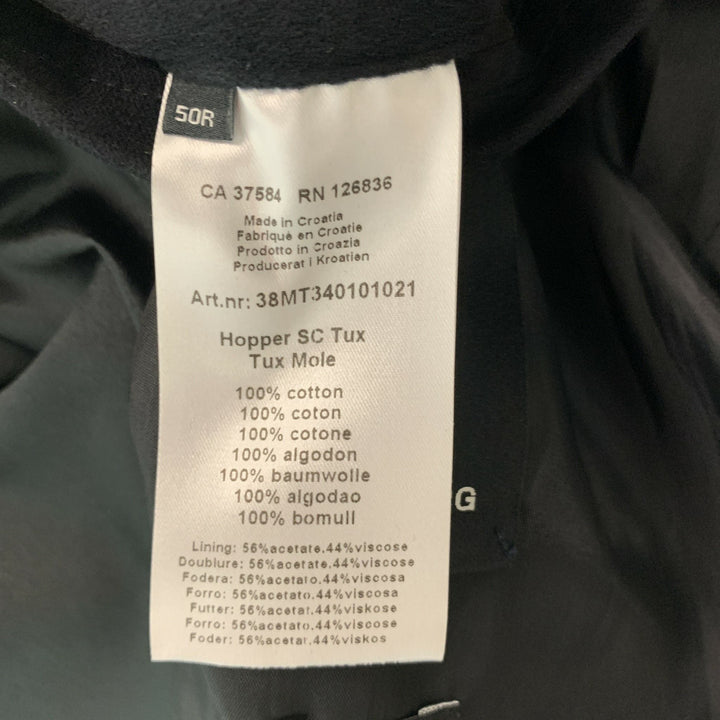 50R
CA 37584 RN 126836
Made in Croatia
Fabriqué en Croatie
Prodotto in Croazia
Producerat i Kroatien
Art.nr: 38MT340101021
Hopper SC Tux
Tux Mole
100% cotton
100% coton
100% cotone
100% algodon
100% baumwolle
100% algodao
100% bomull
G
Lining: 56%acetate,44%viscose
Doublure: 56%acetate,44%viscose
Fodera: 56%acetato,44%viscosa
Forro: 56%acetato,44%viscosa
Futter: 56%acetat,44%viskose
Forro: 56%acetato,44%viscosa
Foder: 56%acetat,44%viskos